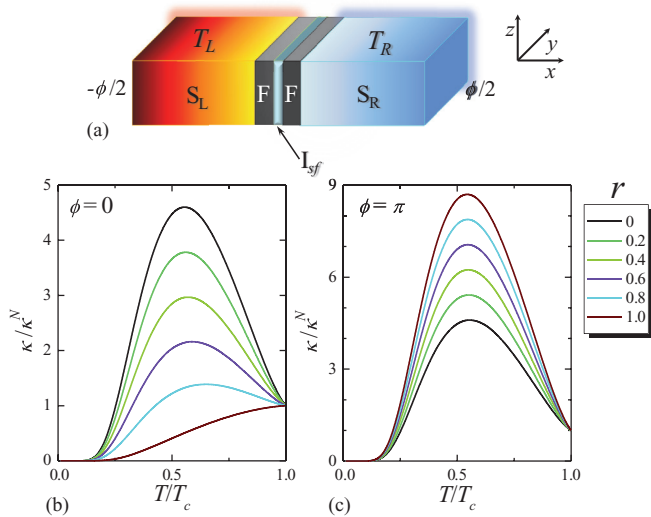 T_L T_R
z
y
x
-ϕ/2 S_L F F S_R ϕ/2
(a)
I_sf
5
4
3
2
1
0
ϕ = 0
κ/κ^N
0.0 0.5 1.0
T/T_c
(b)
9
6
3
0
ϕ = π
κ/κ^N
0.0 0.5 1.0
T/T_c
(c)
r
0
0.2
0.4
0.6
0.8
1.0